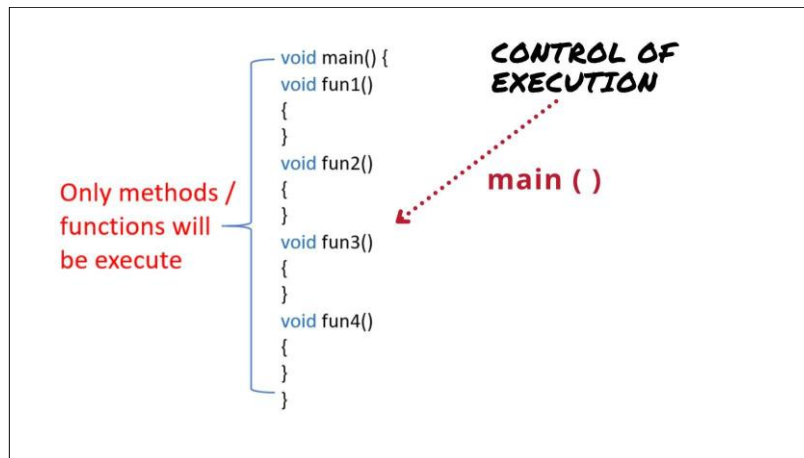 void main() {
void fun1()
{
}
void fun2()
{
}
void fun3()
{
}
void fun4()
{
}
}
Only methods /
functions will
be execute
CONTROL OF
EXECUTION
main ( )